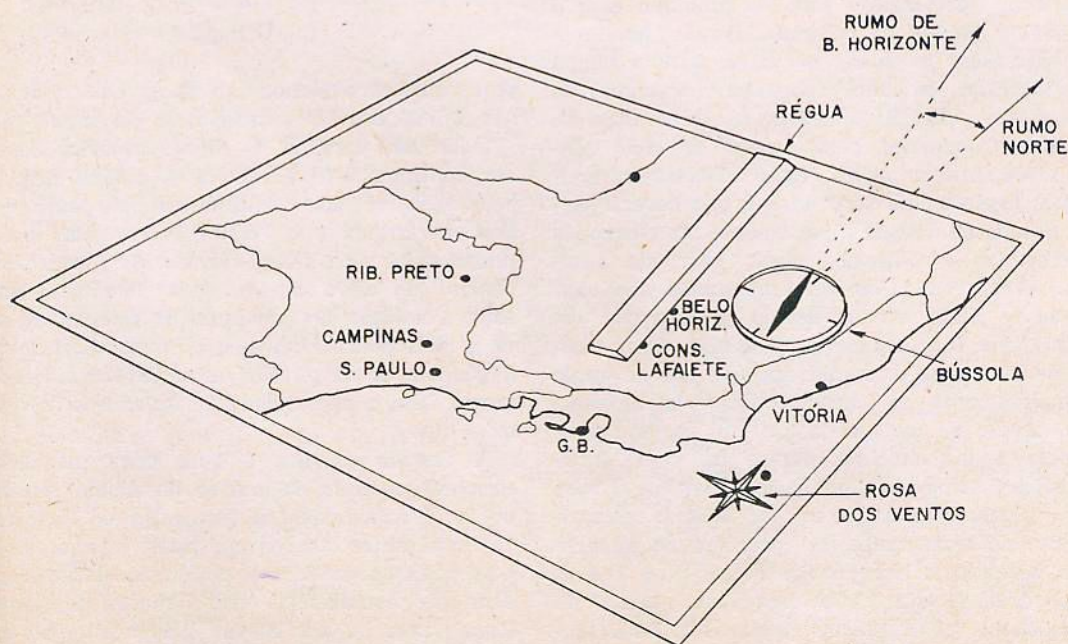 RUMO DE
B. HORIZONTE
RÉGUA
RUMO
NORTE
RIB. PRETO
BELO
HORIZ.
CAMPINAS
CONS.
LAFAIETE
S. PAULO
BÚSSOLA
VITÓRIA
G.B.
ROSA
DOS VENTOS